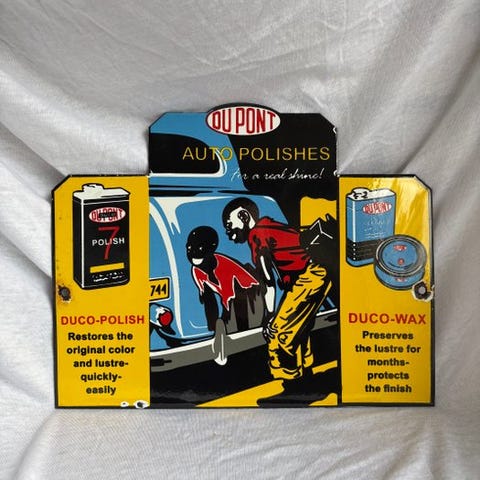 DU PONT
AUTO POLISHES
for a real shine!
DU PONT
7
POLISH
744
DUCO-POLISH
Restores the
original color
and lustre-
quickly-
easily
DU PONT
DUCO-WAX
Preserves
the lustre for
months-
protects
the finish